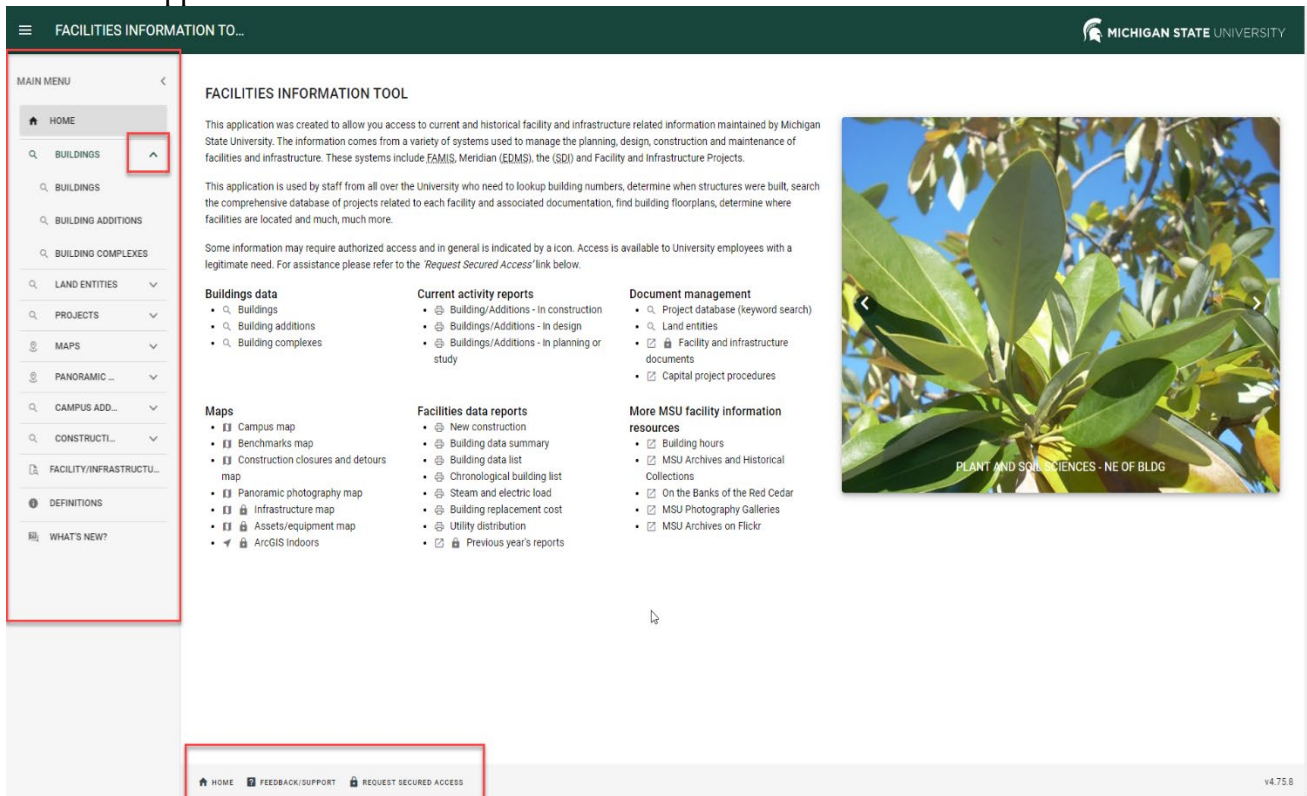 FACILITIES INFORMATION TO...
MICHIGAN STATE UNIVERSITY
MAIN MENU
HOME
BUILDINGS
BUILDINGS
BUILDING ADDITIONS
BUILDING COMPLEXES
LAND ENTITIES
PROJECTS
MAPS
PANORAMIC ...
CAMPUS ADD...
CONSTRUCTI...
FACILITY/INFRASTRUCTU...
DEFINITIONS
WHAT'S NEW?
FACILITIES INFORMATION TOOL
This application was created to allow you access to current and historical facility and infrastructure related information maintained by Michigan
State University. The information comes from a variety of systems used to manage the planning, design, construction and maintenance of
facilities and infrastructure. These systems include FAMIS, Meridian (EDMS), the (SDI) and Facility and Infrastructure Projects.
This application is used by staff from all over the University who need to lookup building numbers, determine when structures were built, search
the comprehensive database of projects related to each facility and associated documentation, find building floorplans, determine where
facilities are located and much, much more.
Some information may require authorized access and in general is indicated by a icon. Access is available to University employees with a
legitimate need. For assistance please refer to the 'Request Secured Access' link below.
Buildings data
• Buildings
• Building additions
• Building complexes
Current activity reports
• Building/Additions - In construction
• Buildings/Additions - In design
• Buildings/Additions - In planning or
study
Document management
• Project database (keyword search)
• Land entities
• Facility and infrastructure
documents
• Capital project procedures
Maps
• Campus map
• Benchmarks map
• Construction closures and detours
map
• Panoramic photography map
• Infrastructure map
• Assets/equipment map
• ArcGIS Indoors
Facilities data reports
• New construction
• Building data summary
• Building data list
• Chronological building list
• Steam and electric load
• Building replacement cost
• Utility distribution
• Previous year's reports
More MSU facility information
resources
• Building hours
• MSU Archives and Historical
Collections
• On the Banks of the Red Cedar
• MSU Photography Galleries
• MSU Archives on Flickr
PLANT AND SOIL SCIENCES - NE OF BLDG
HOME FEEDBACK/SUPPORT REQUEST SECURED ACCESS
v4.75.8